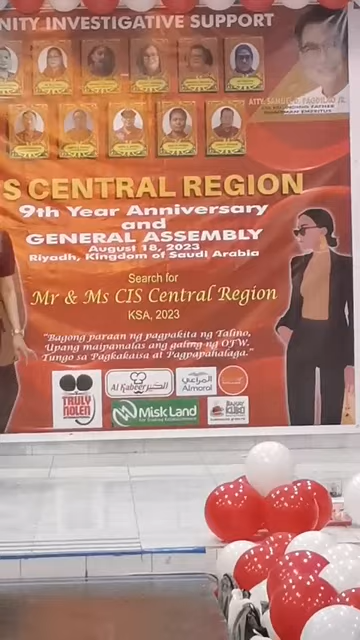 NITY INVESTIGATIVE SUPPORT
S CENTRAL REGION
9th Year Anniversary
and
GENERAL ASSEMBLY
August 18, 2023
Riyadh, Kingdom of Saudi Arabia
Search for
Mr & Ms CIS Central Region
KSA, 2023
"Bagong paraan ng pagpakita ng Talino,
Upang maipamalas ang galing ng OFW.
Tungo sa Pagkakaisa at Pagpapahalaga."
TRULY
NOLEN
Al Kabeer الكبير
المراعي
Almarai
Misk Land